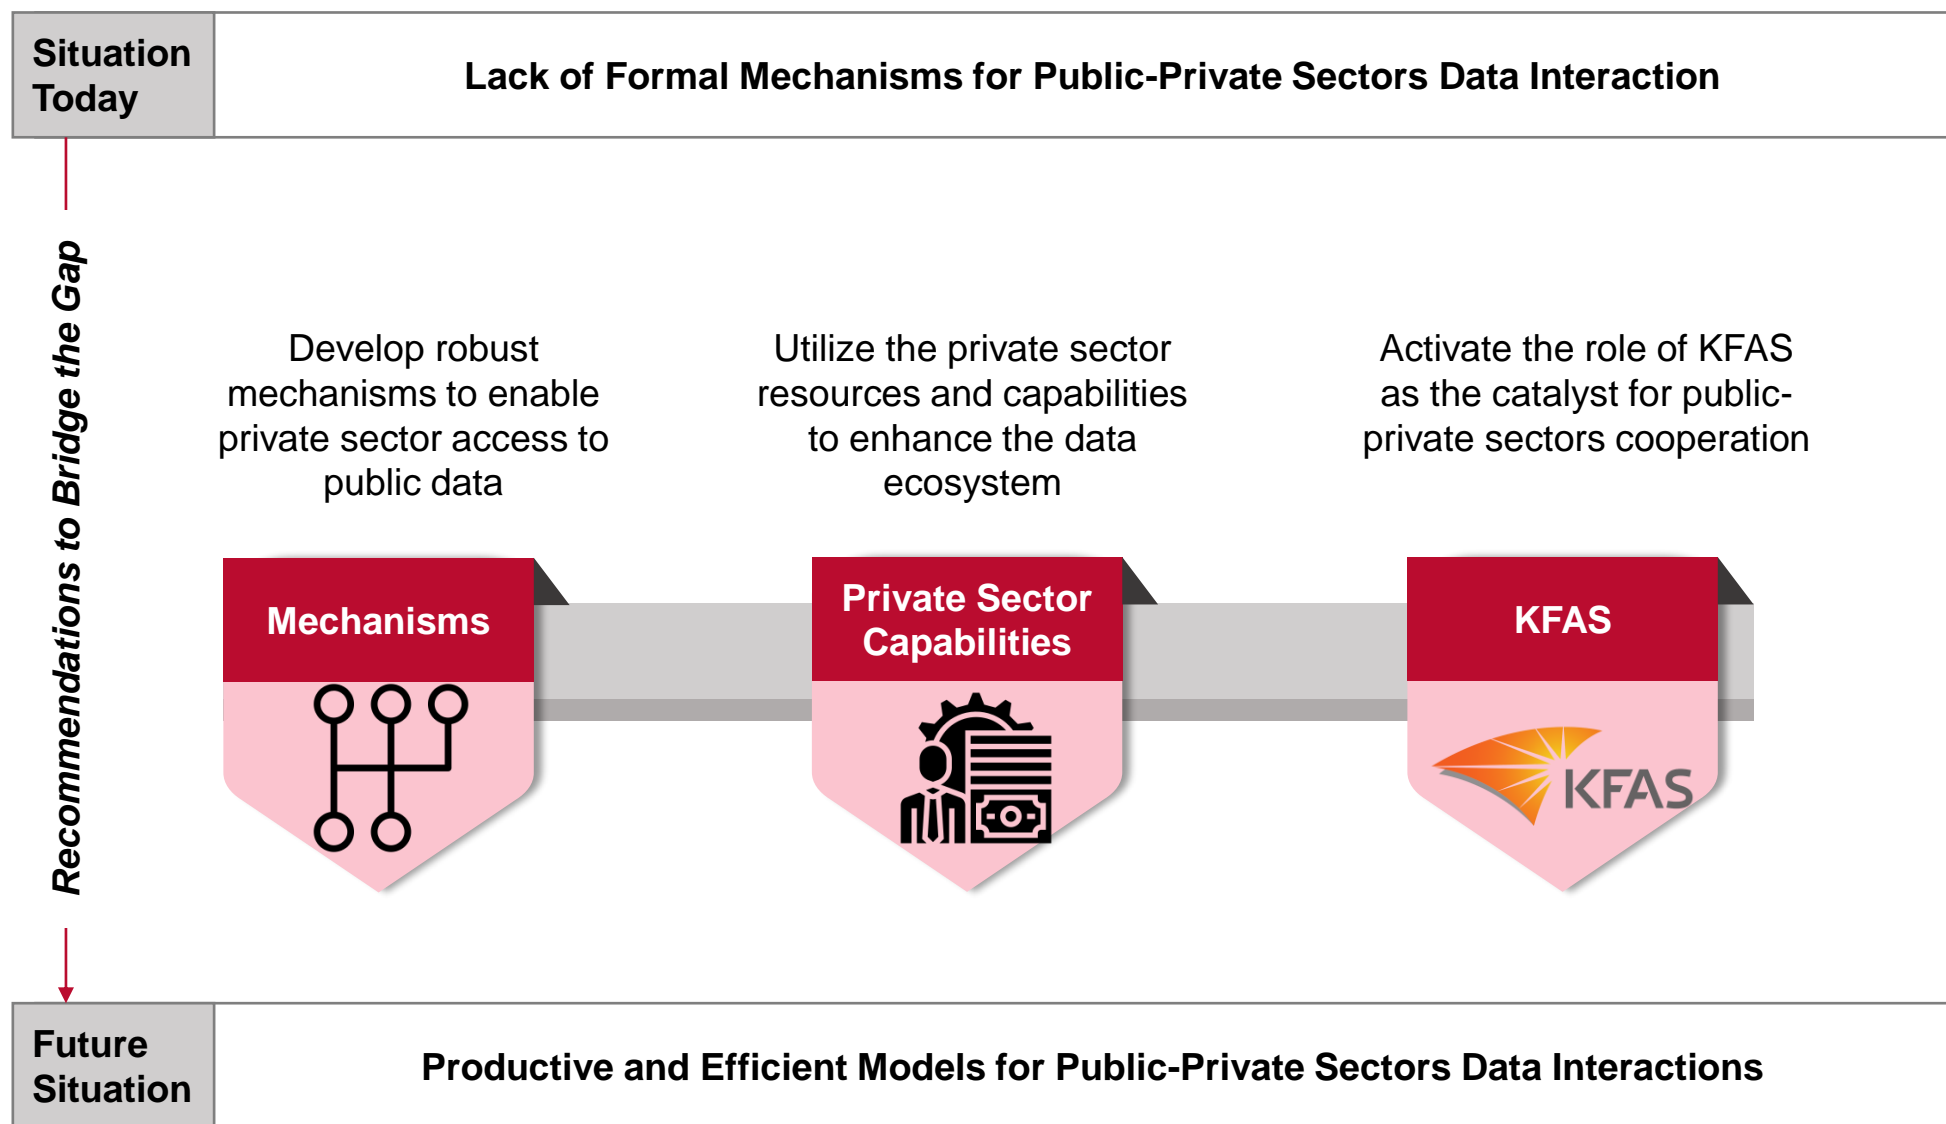 Situation
Today
Lack of Formal Mechanisms for Public-Private Sectors Data Interaction
Recommendations to Bridge the Gap
Develop robust
mechanisms to enable
private sector access to
public data
Utilize the private sector
resources and capabilities
to enhance the data
ecosystem
Activate the role of KFAS
as the catalyst for public-
private sectors cooperation
Mechanisms
Private Sector
Capabilities
KFAS
KFAS
Future
Situation
Productive and Efficient Models for Public-Private Sectors Data Interactions